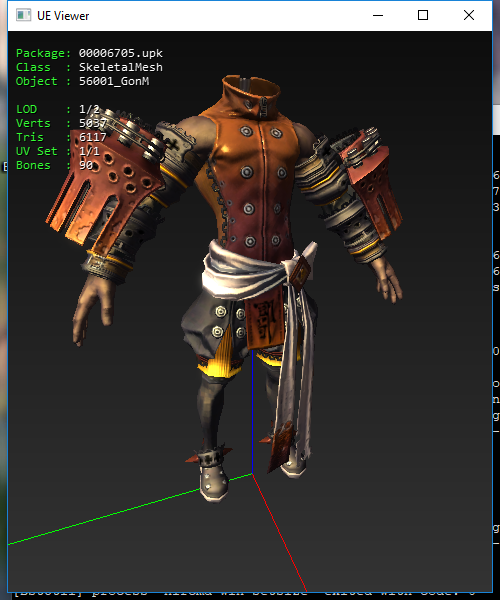 UE Viewer
Package: 00006705.upk
Class : SkeletalMesh
Object : 56001_GonM
LOD : 1/2
Verts : 5037
Tris : 6117
UV Set : 1/1
Bones : 90